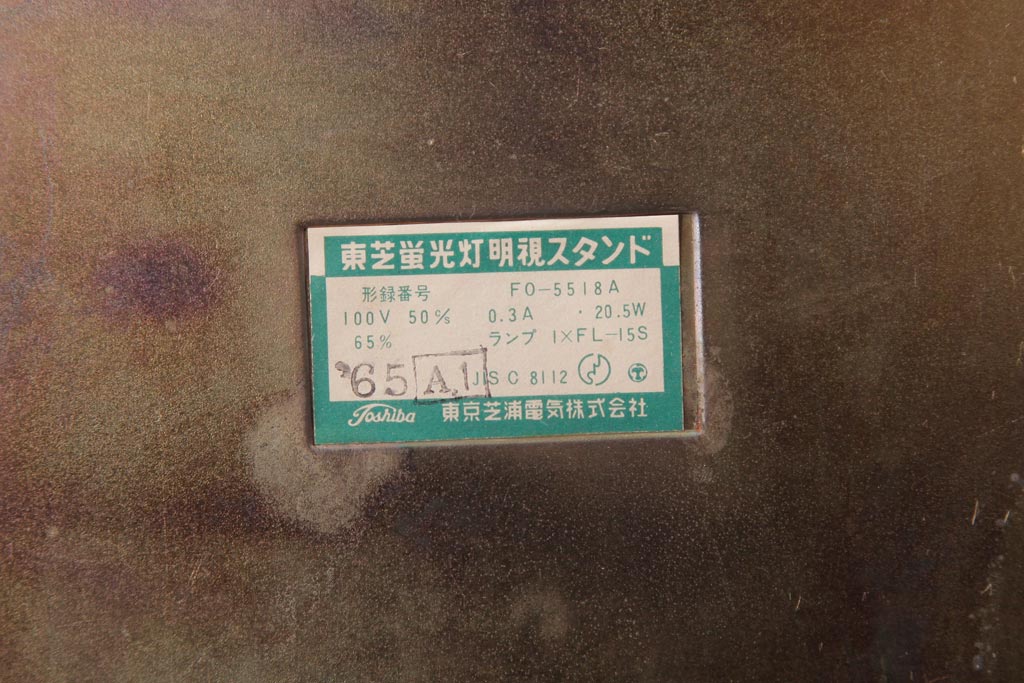 東芝蛍光灯明視スタンド
形録番号 FO-5518A
100V 50c/s 0.3A · 20.5W
65% ランプ 1×FL-15S
'65 A.1 JIS C 8112
Toshiba 東京芝浦電気株式会社